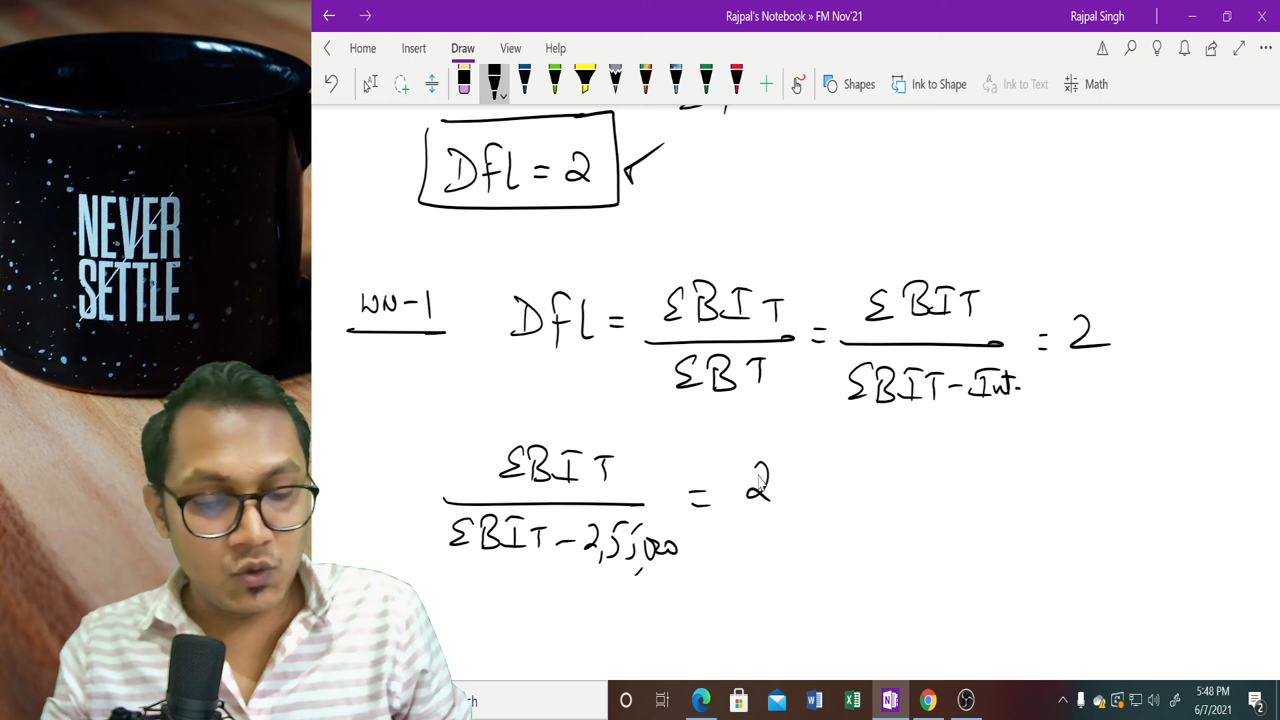 Rajpal's Notebook » FM Nov'21
Rajpal Singh
Home Insert Draw View Help
Shapes Ink to Shape Ink to Text Math
Dfl = 2
NEVER
SETTLE
WN-1
Dfl = EBIT / EBT = EBIT / EBIT - Int. = 2
EBIT / EBIT - 2,55,000 = 2
rch
5:48 PM
6/7/2021
2